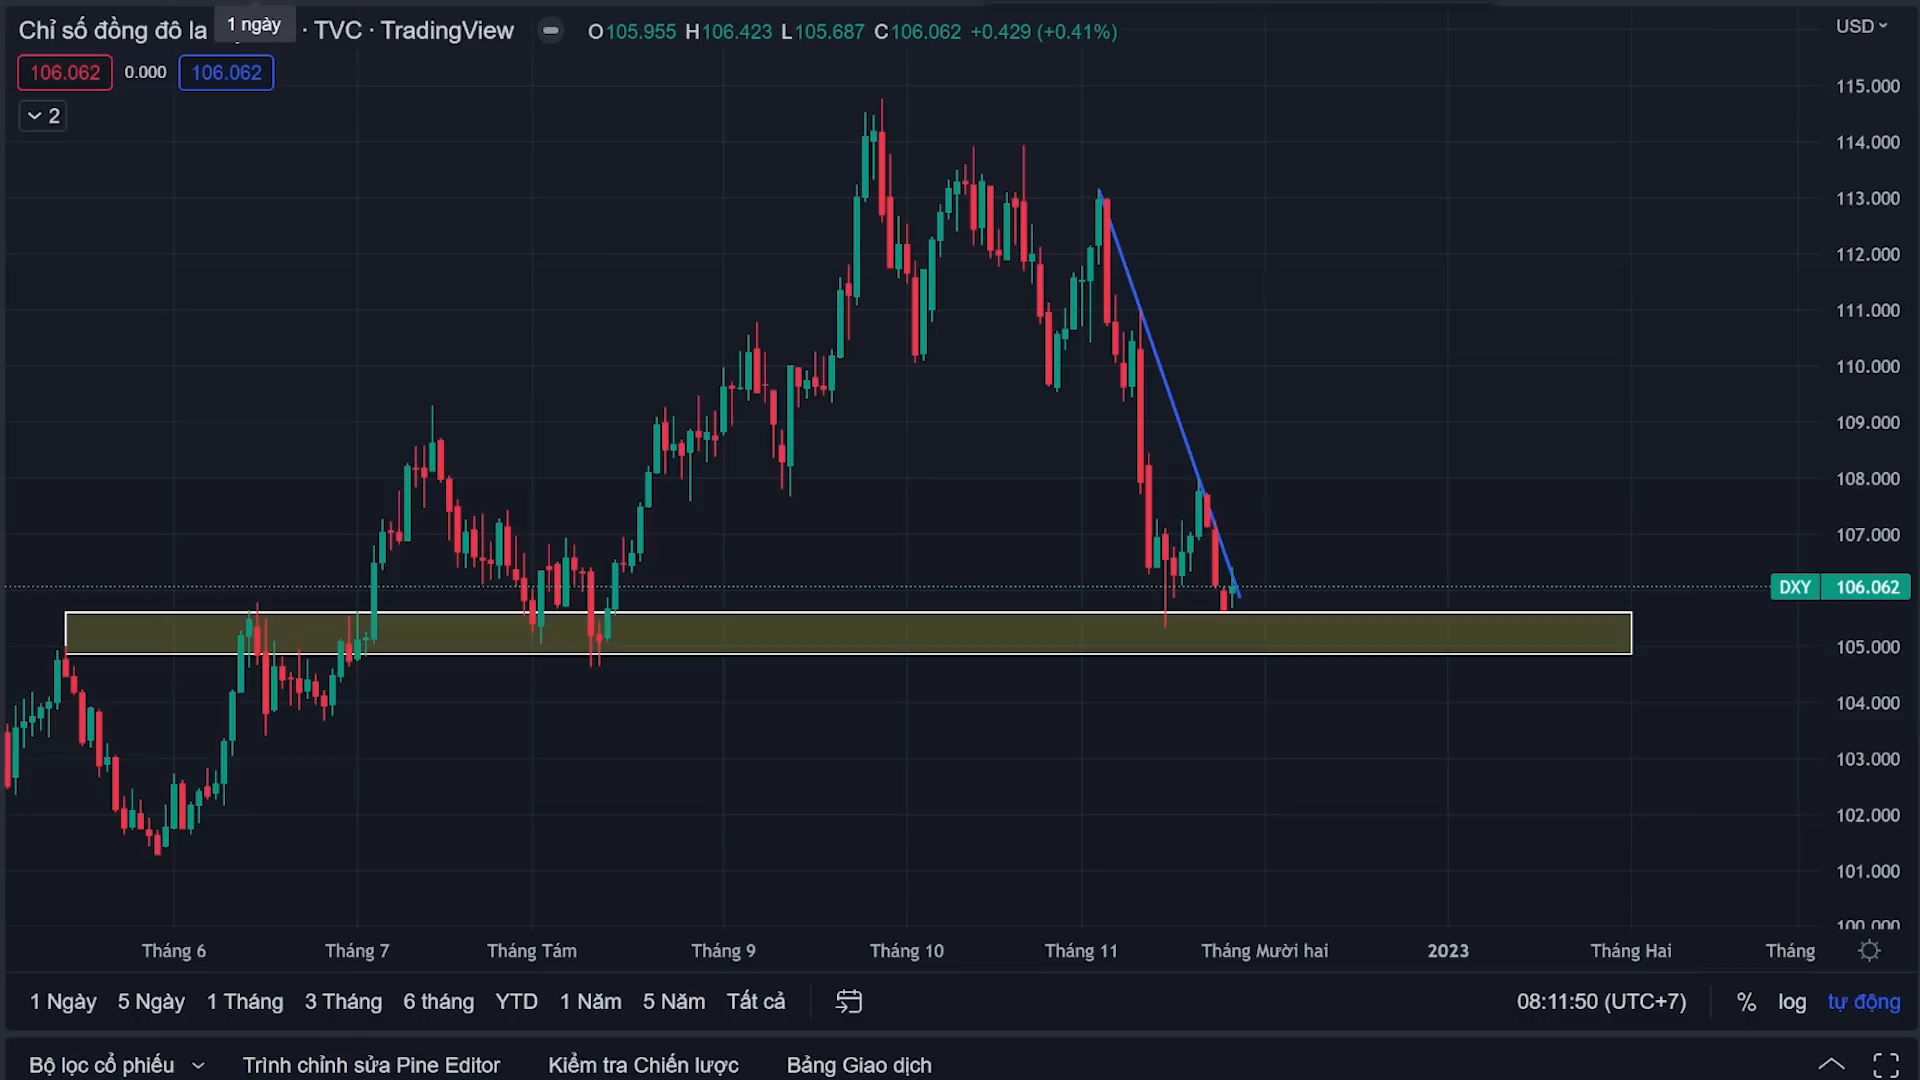 Chỉ số đồng đô la
1 ngày
· TVC · TradingView
O105.955 H106.423 L105.687 C106.062 +0.429 (+0.41%)
USD
106.062 0.000 106.062
2
115.000
114.000
113.000
112.000
111.000
110.000
109.000
108.000
107.000
DXY 106.062
105.000
104.000
103.000
102.000
101.000
100.000
Tháng 6 Tháng 7 Tháng Tám Tháng 9 Tháng 10 Tháng 11 Tháng Mười hai 2023 Tháng Hai Tháng
1 Ngày 5 Ngày 1 Tháng 3 Tháng 6 tháng YTD 1 Năm 5 Năm Tất cả 08:11:50 (UTC+7) % log tự động
Bộ lọc cổ phiếu Trình chỉnh sửa Pine Editor Kiểm tra Chiến lược Bảng Giao dịch